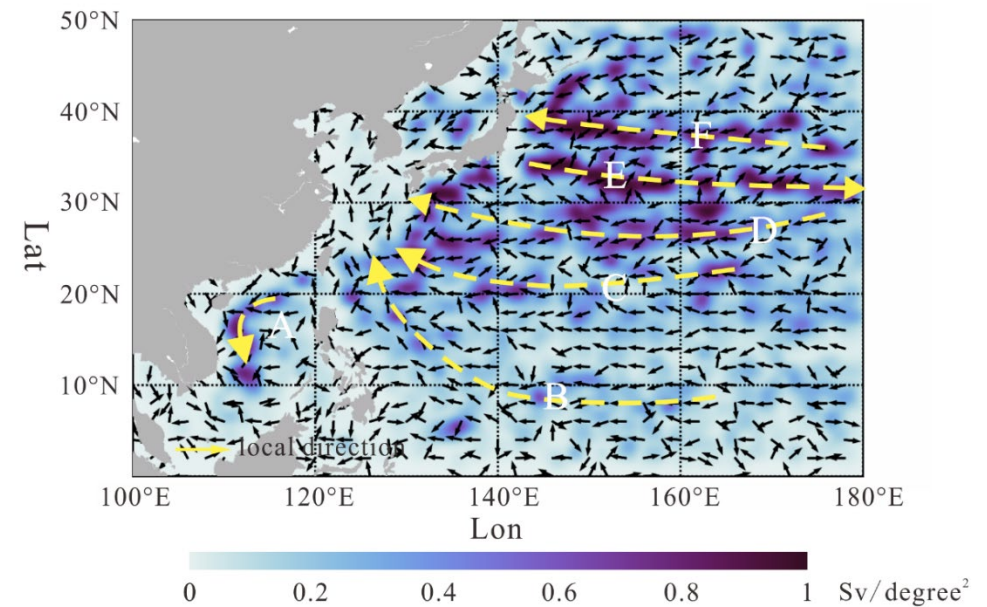 50°N
40°N
30°N
20°N
10°N
Lat
F
E
D
C
A
B
local direction
100°E 120°E 140°E 160°E 180°E
Lon
0 0.2 0.4 0.6 0.8 1 Sv/degree²